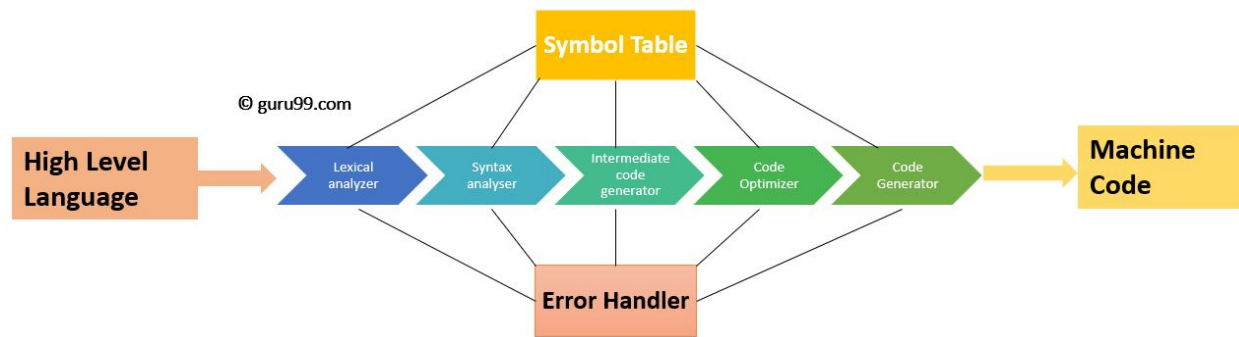 Symbol Table
© guru99.com
High Level
Language
Lexical
analyzer
Syntax
analyser
Intermediate
code
generator
Code
Optimizer
Code
Generator
Machine
Code
Error Handler